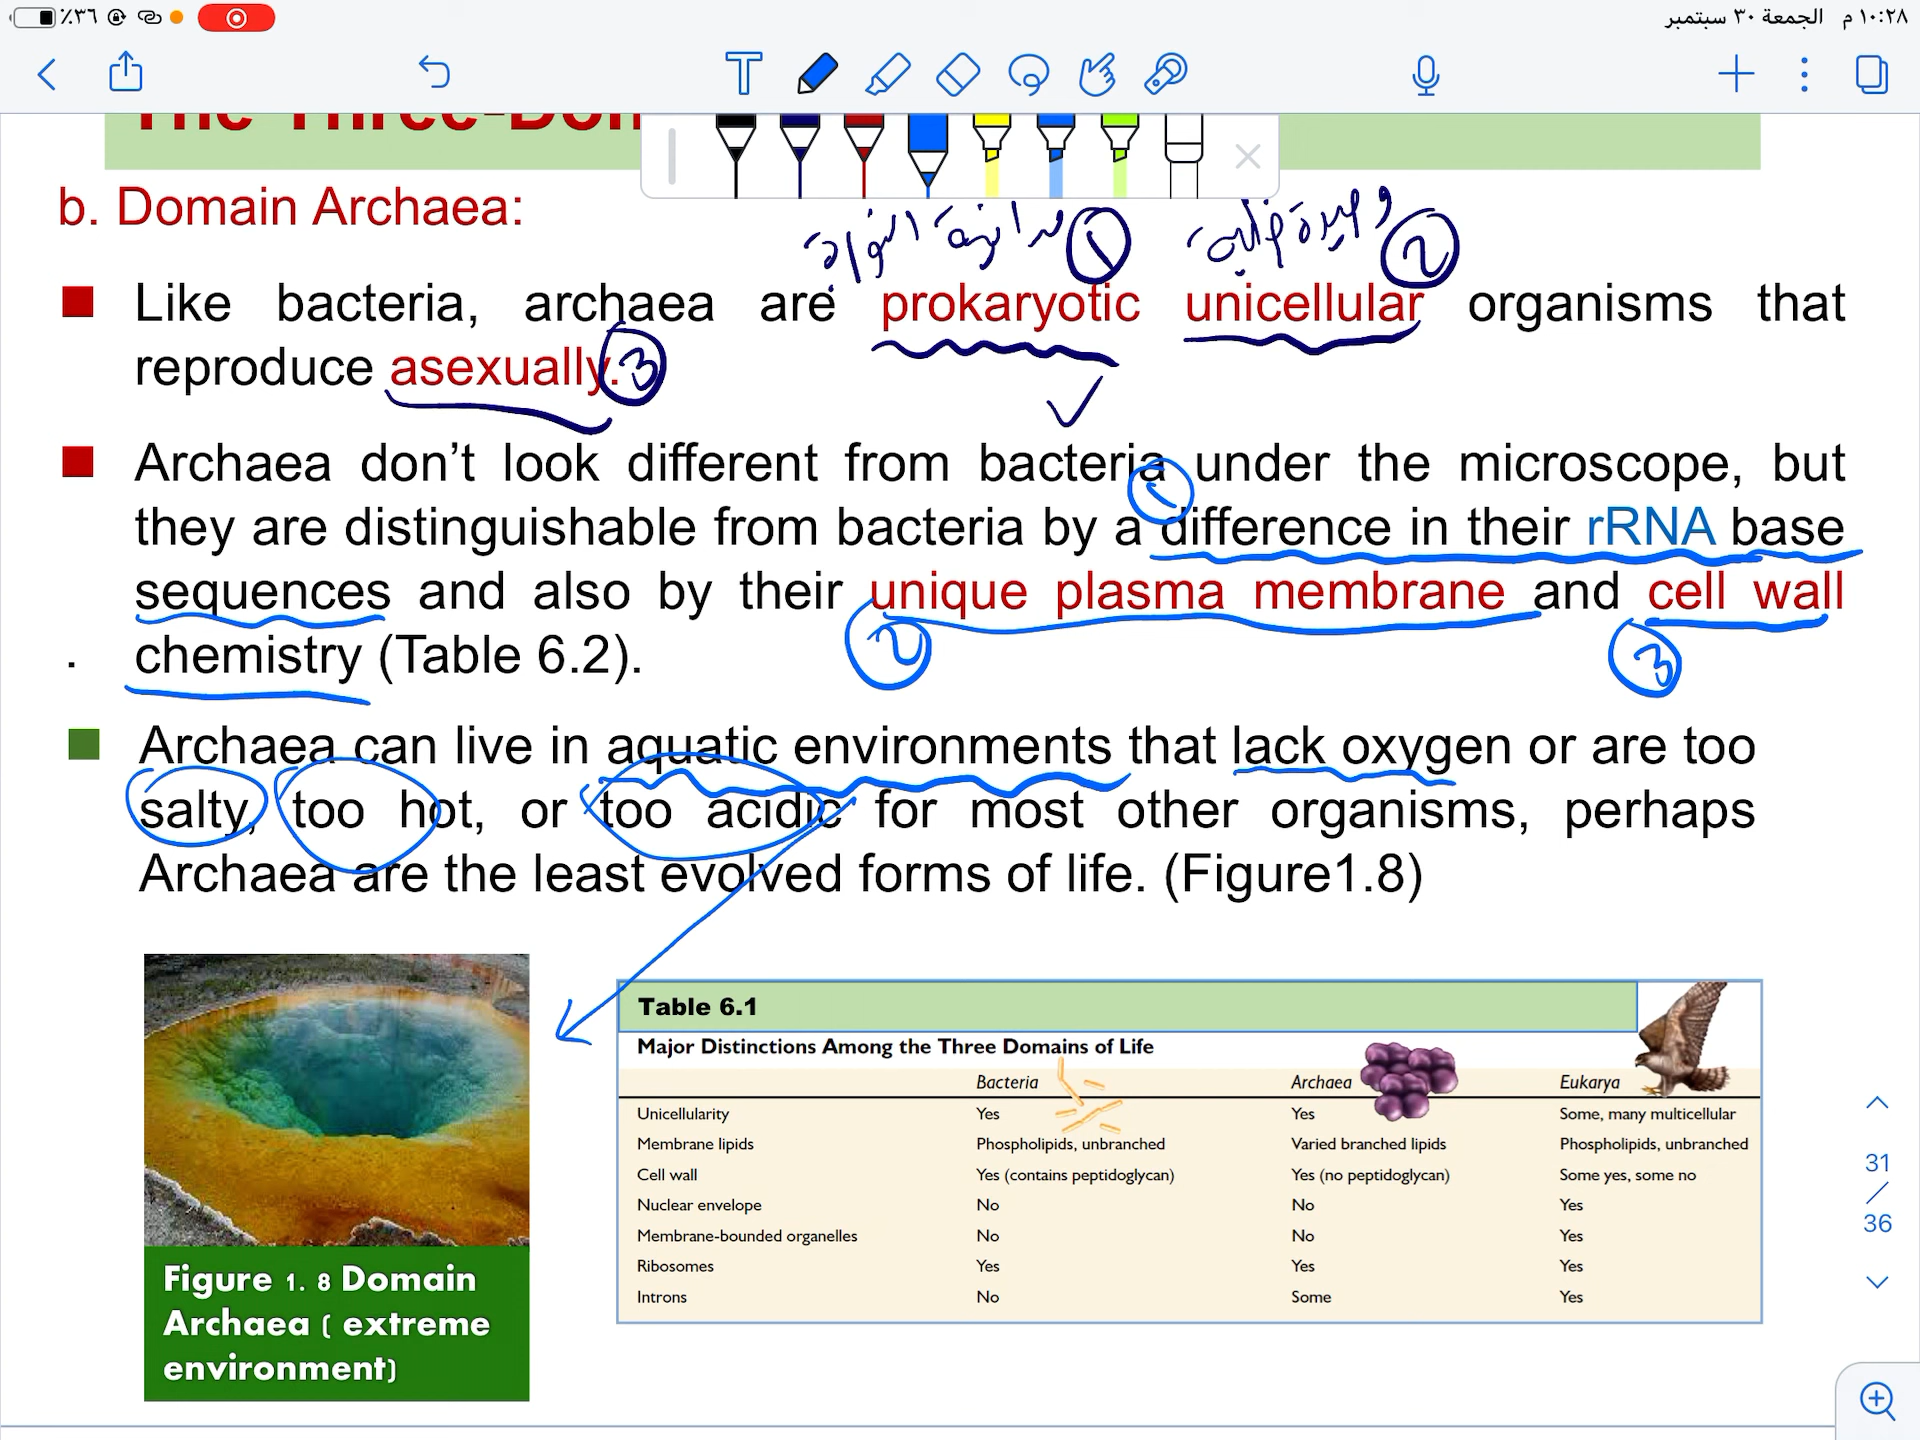 ٪٣٦
١٠:٢٨ م الجمعة ٣٠ سبتمبر
T
b. Domain Archaea:
بدائية النواة ①
وحيدة الخلية ②
Like bacteria, archaea are prokaryotic unicellular organisms that
reproduce asexually. ③
Archaea don’t look different from bacteria under the microscope, but
①
they are distinguishable from bacteria by a difference in their rRNA base
sequences and also by their unique plasma membrane and cell wall
② ③
chemistry (Table 6.2).
Archaea can live in aquatic environments that lack oxygen or are too
salty, too hot, or too acidic for most other organisms, perhaps
Archaea are the least evolved forms of life. (Figure1.8)
Figure 1. 8 Domain
Archaea ( extreme
environment)
Table 6.1
Major Distinctions Among the Three Domains of Life
Bacteria Archaea Eukarya
Unicellularity Yes Yes Some, many multicellular
Membrane lipids Phospholipids, unbranched Varied branched lipids Phospholipids, unbranched
Cell wall Yes (contains peptidoglycan) Yes (no peptidoglycan) Some yes, some no
Nuclear envelope No No Yes
Membrane-bounded organelles No No Yes
Ribosomes Yes Yes Yes
Introns No Some Yes
31
/
36